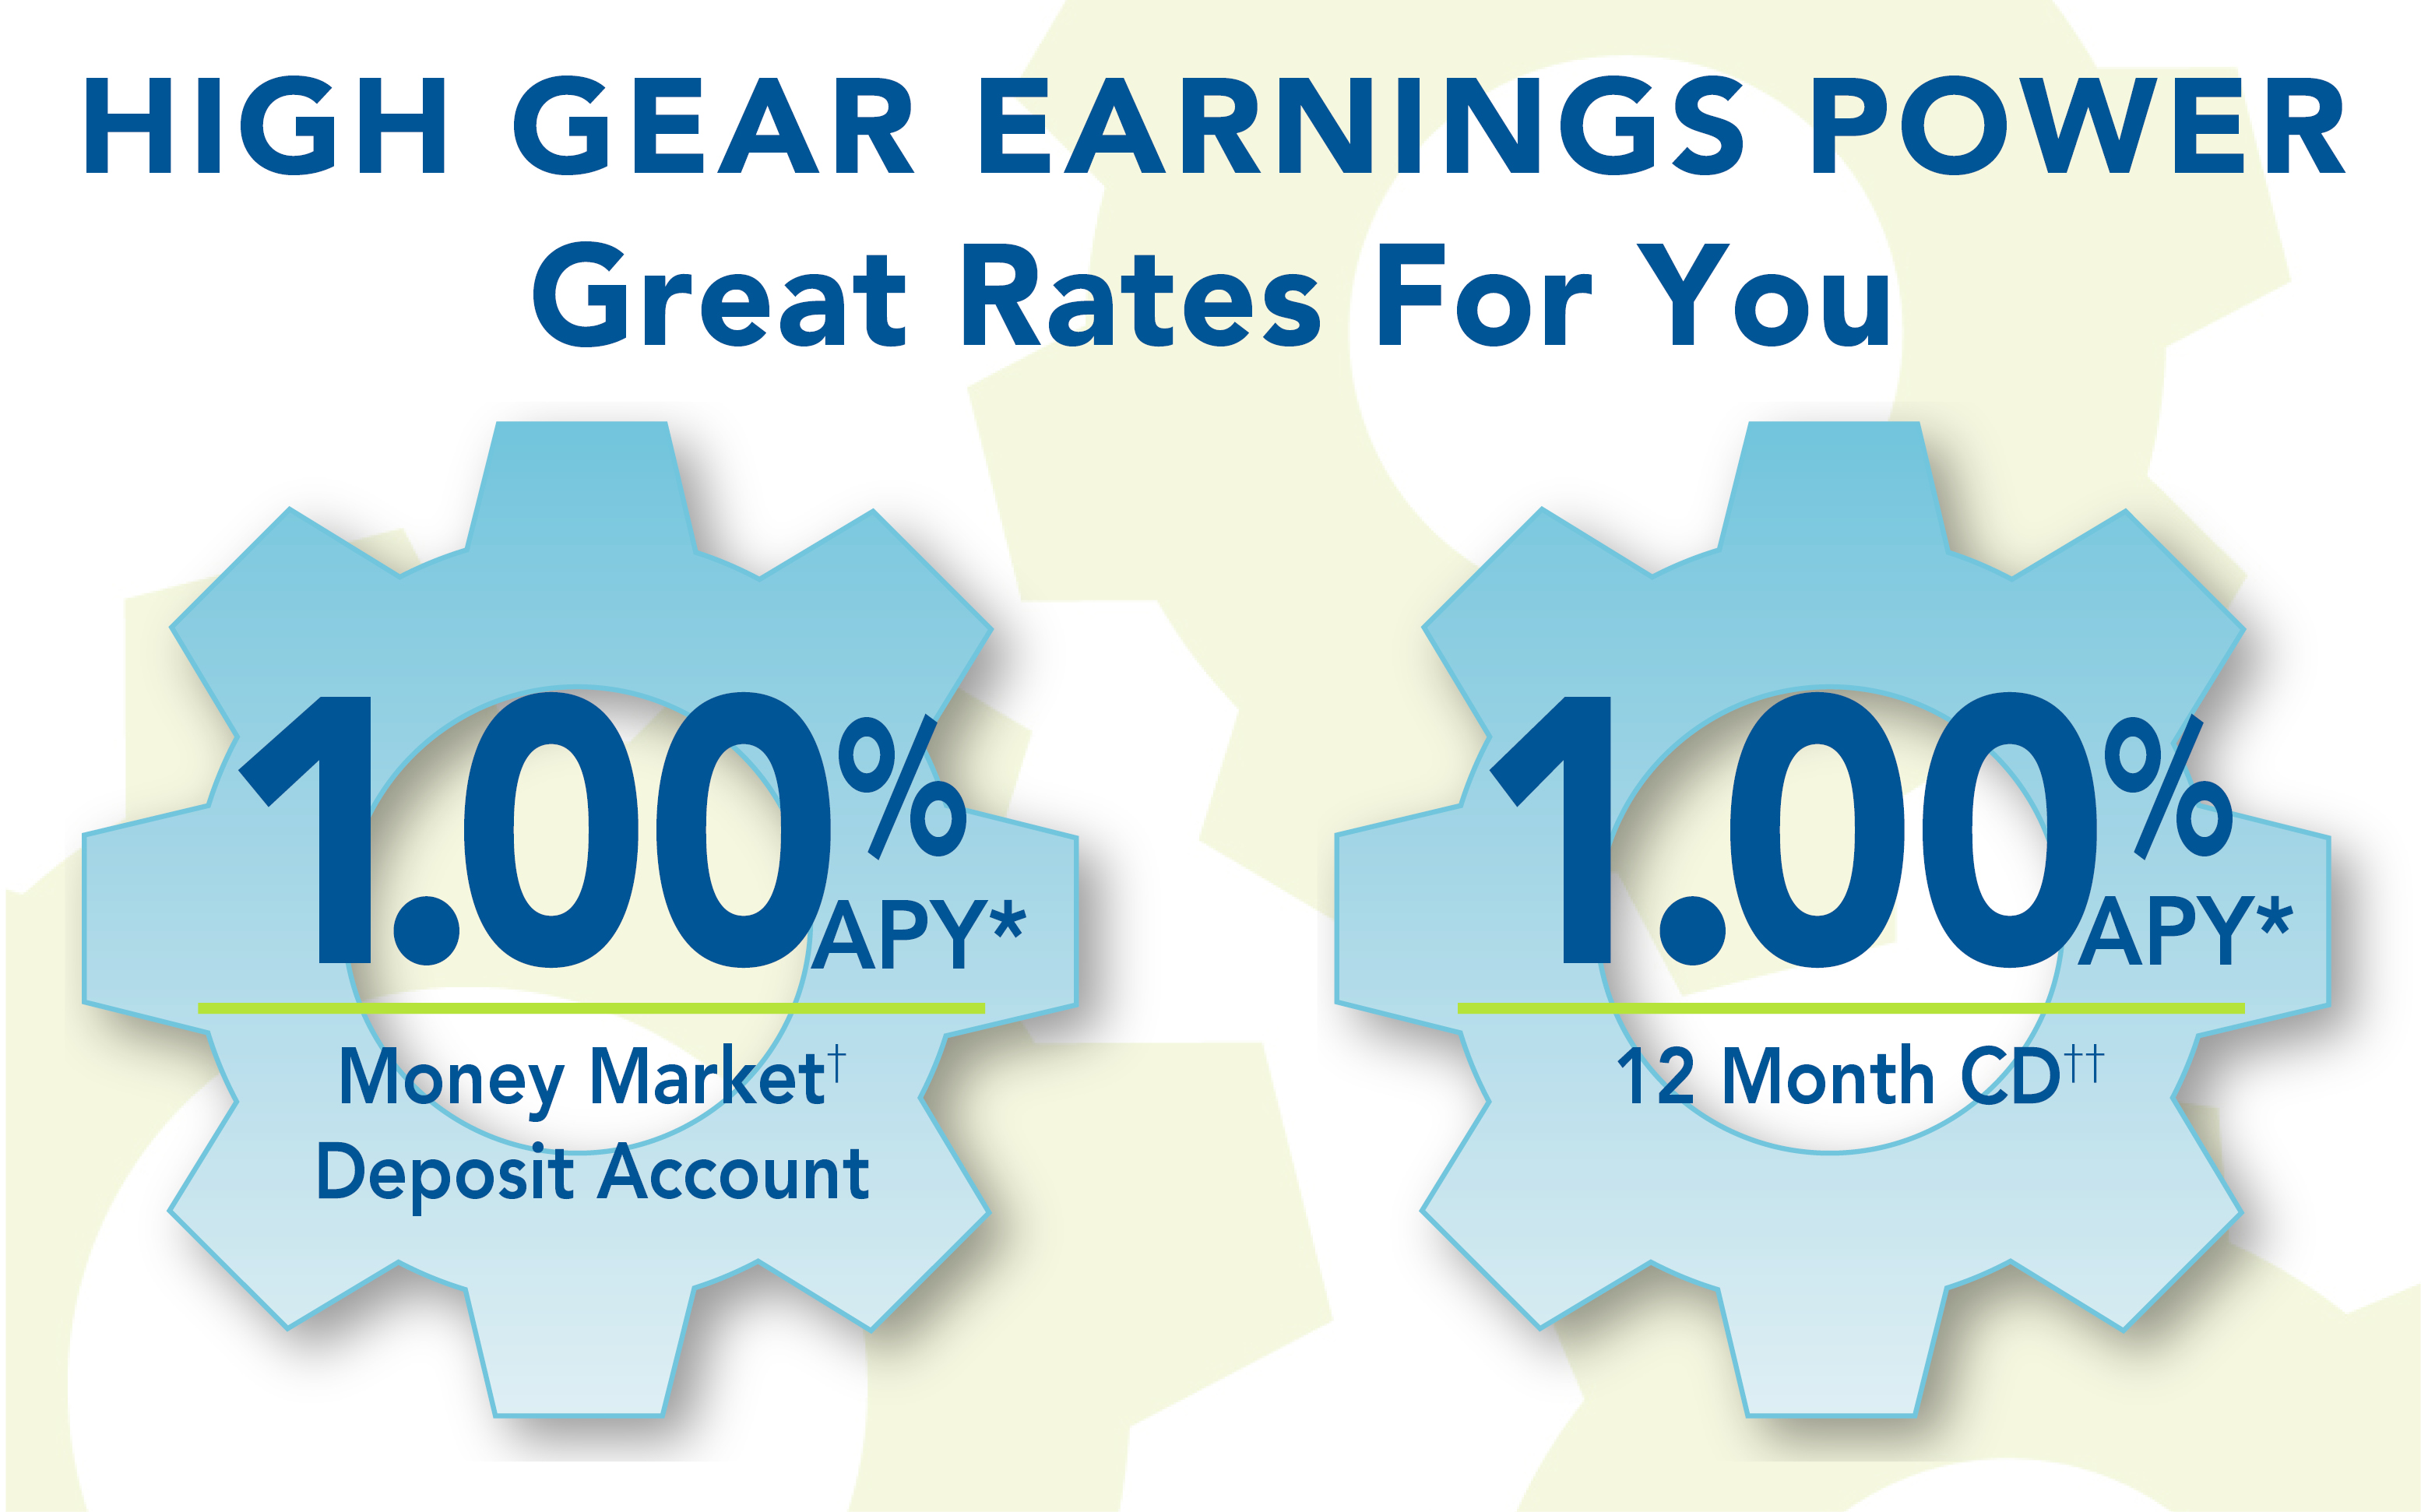 HIGH GEAR EARNINGS POWER
Great Rates For You
1.00% APY*
Money Market†
Deposit Account
1.00% APY*
12 Month CD††